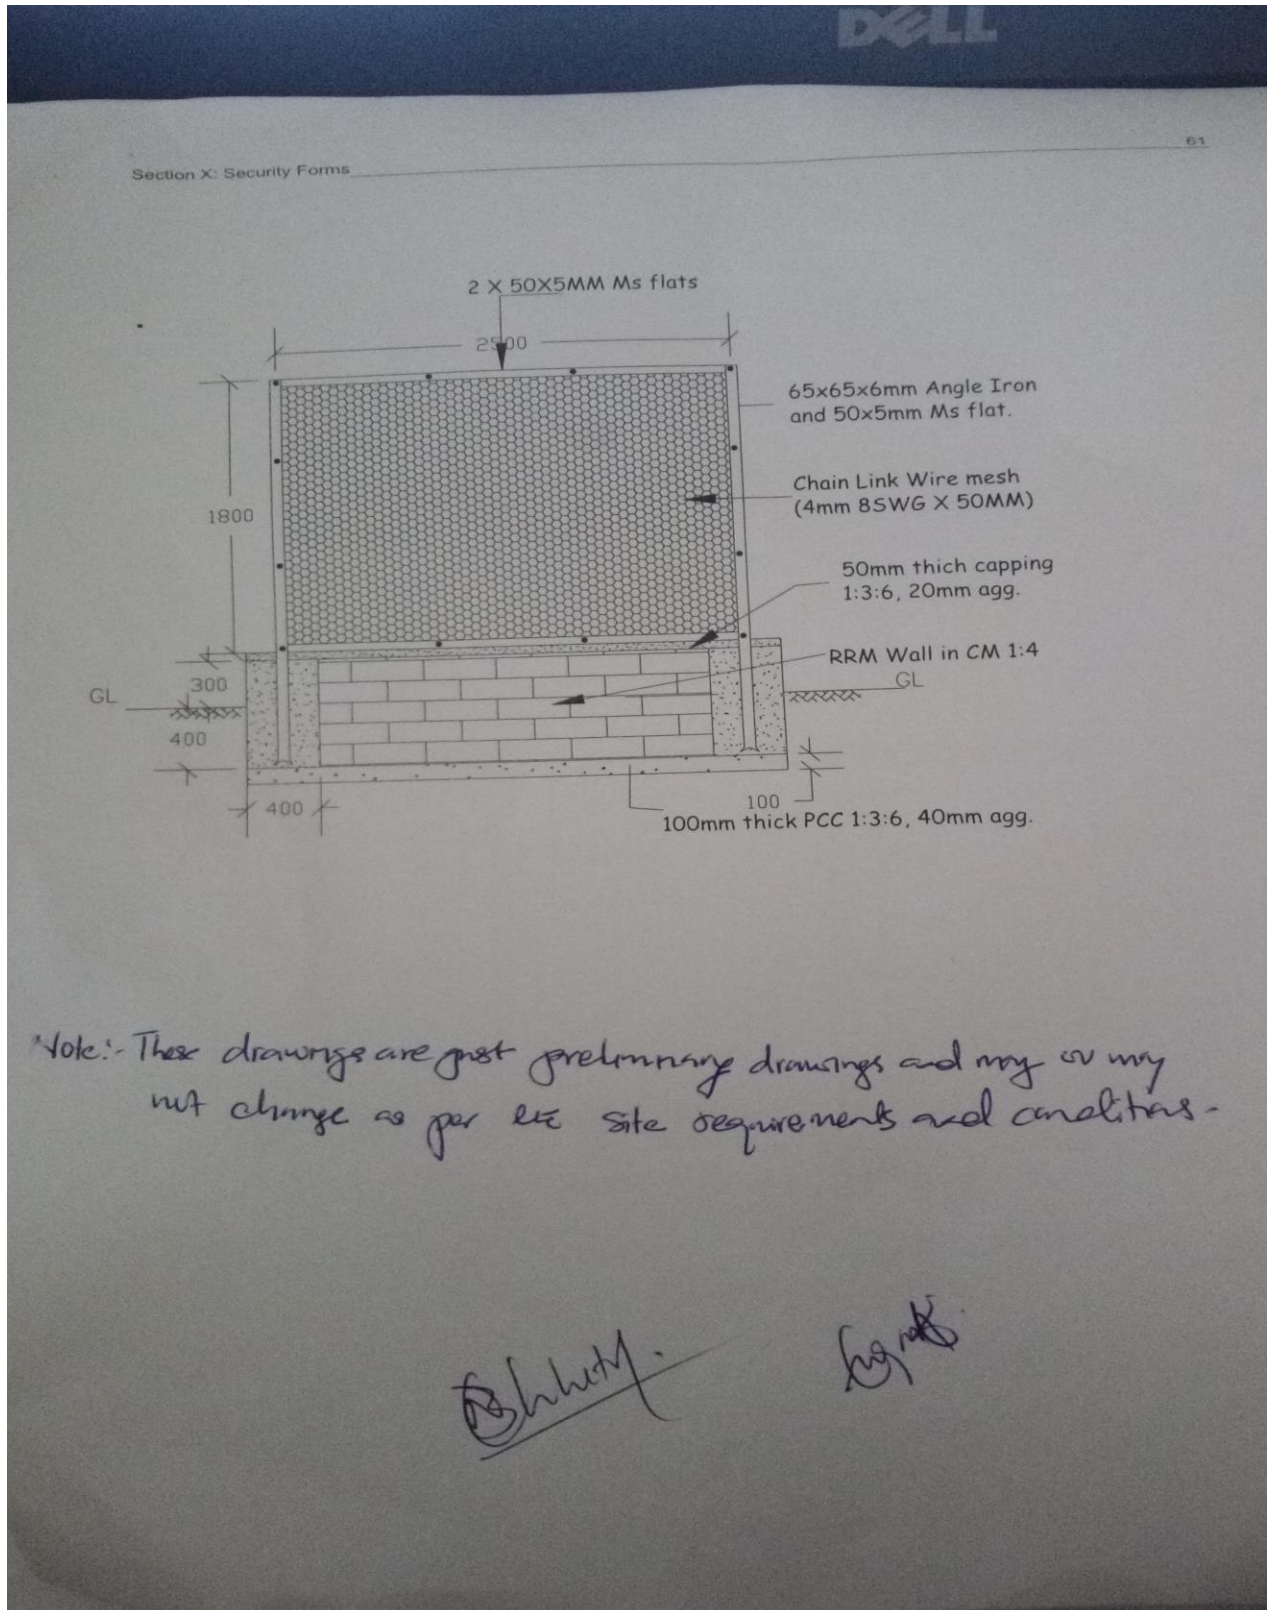 DELL
Section X: Security Forms 61
2 X 50X5MM Ms flats
2500
65x65x6mm Angle Iron
and 50x5mm Ms flat.
1800
Chain Link Wire mesh
(4mm 8SWG X 50MM)
50mm thich capping
1:3:6, 20mm agg.
RRM Wall in CM 1:4
GL
300
GL
400
400
100
100mm thick PCC 1:3:6, 40mm agg.
Note:- These drawings are just preliminary drawings and may or may
not change as per the site requirements and conditions.